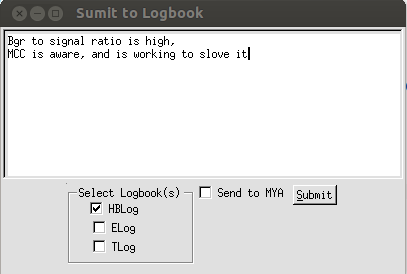 Sumit to Logbook
Bgr to signal ratio is high,
MCC is aware, and is working to slove it
Select Logbook(s)
Send to MYA
Submit
HBLog
ELog
TLog